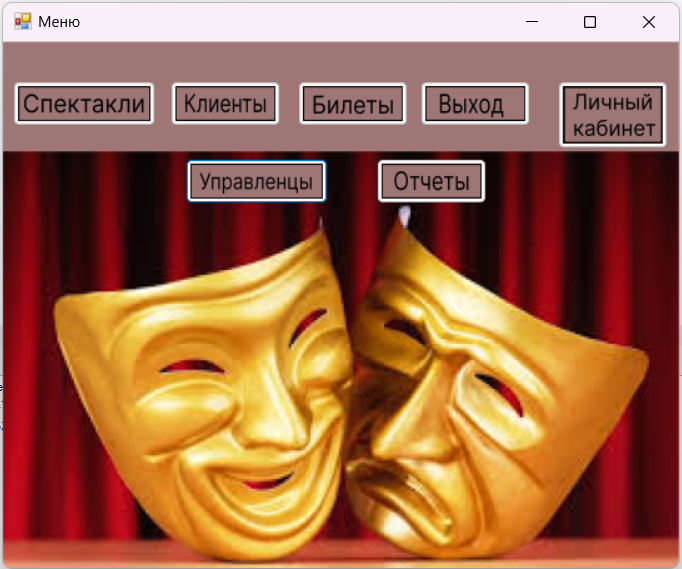 Меню
Спектакли
Клиенты
Билеты
Выход
Личный
кабинет
Управленцы
Отчеты